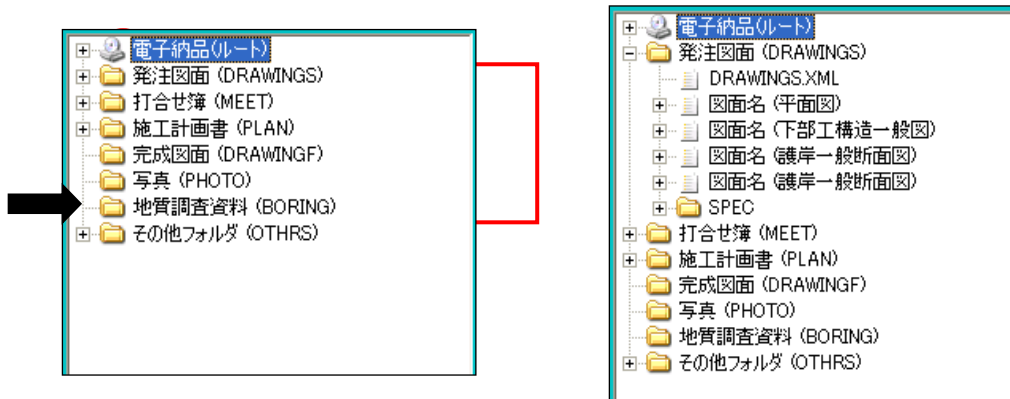 電子納品(ルート)
発注図面 (DRAWINGS)
打合せ簿 (MEET)
施工計画書 (PLAN)
完成図面 (DRAWINGF)
写真 (PHOTO)
地質調査資料 (BORING)
その他フォルダ (OTHRS)
電子納品(ルート)
発注図面 (DRAWINGS)
DRAWINGS.XML
図面名 (平面図)
図面名 (下部工構造一般図)
図面名 (護岸一般断面図)
図面名 (護岸一般断面図)
SPEC
打合せ簿 (MEET)
施工計画書 (PLAN)
完成図面 (DRAWINGF)
写真 (PHOTO)
地質調査資料 (BORING)
その他フォルダ (OTHRS)